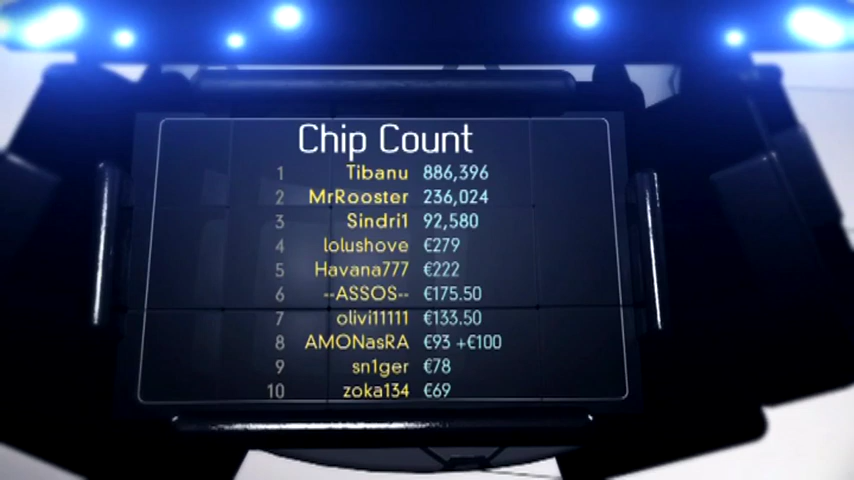 Chip Count
1 Tibanu 886,396
2 MrRooster 236,024
3 Sindri1 92,580
4 lolushove €279
5 Havana777 €222
6 --ASSOS-- €175.50
7 olivi11111 €133.50
8 AMONasRA €93 +€100
9 sn1ger €78
10 zoka134 €69